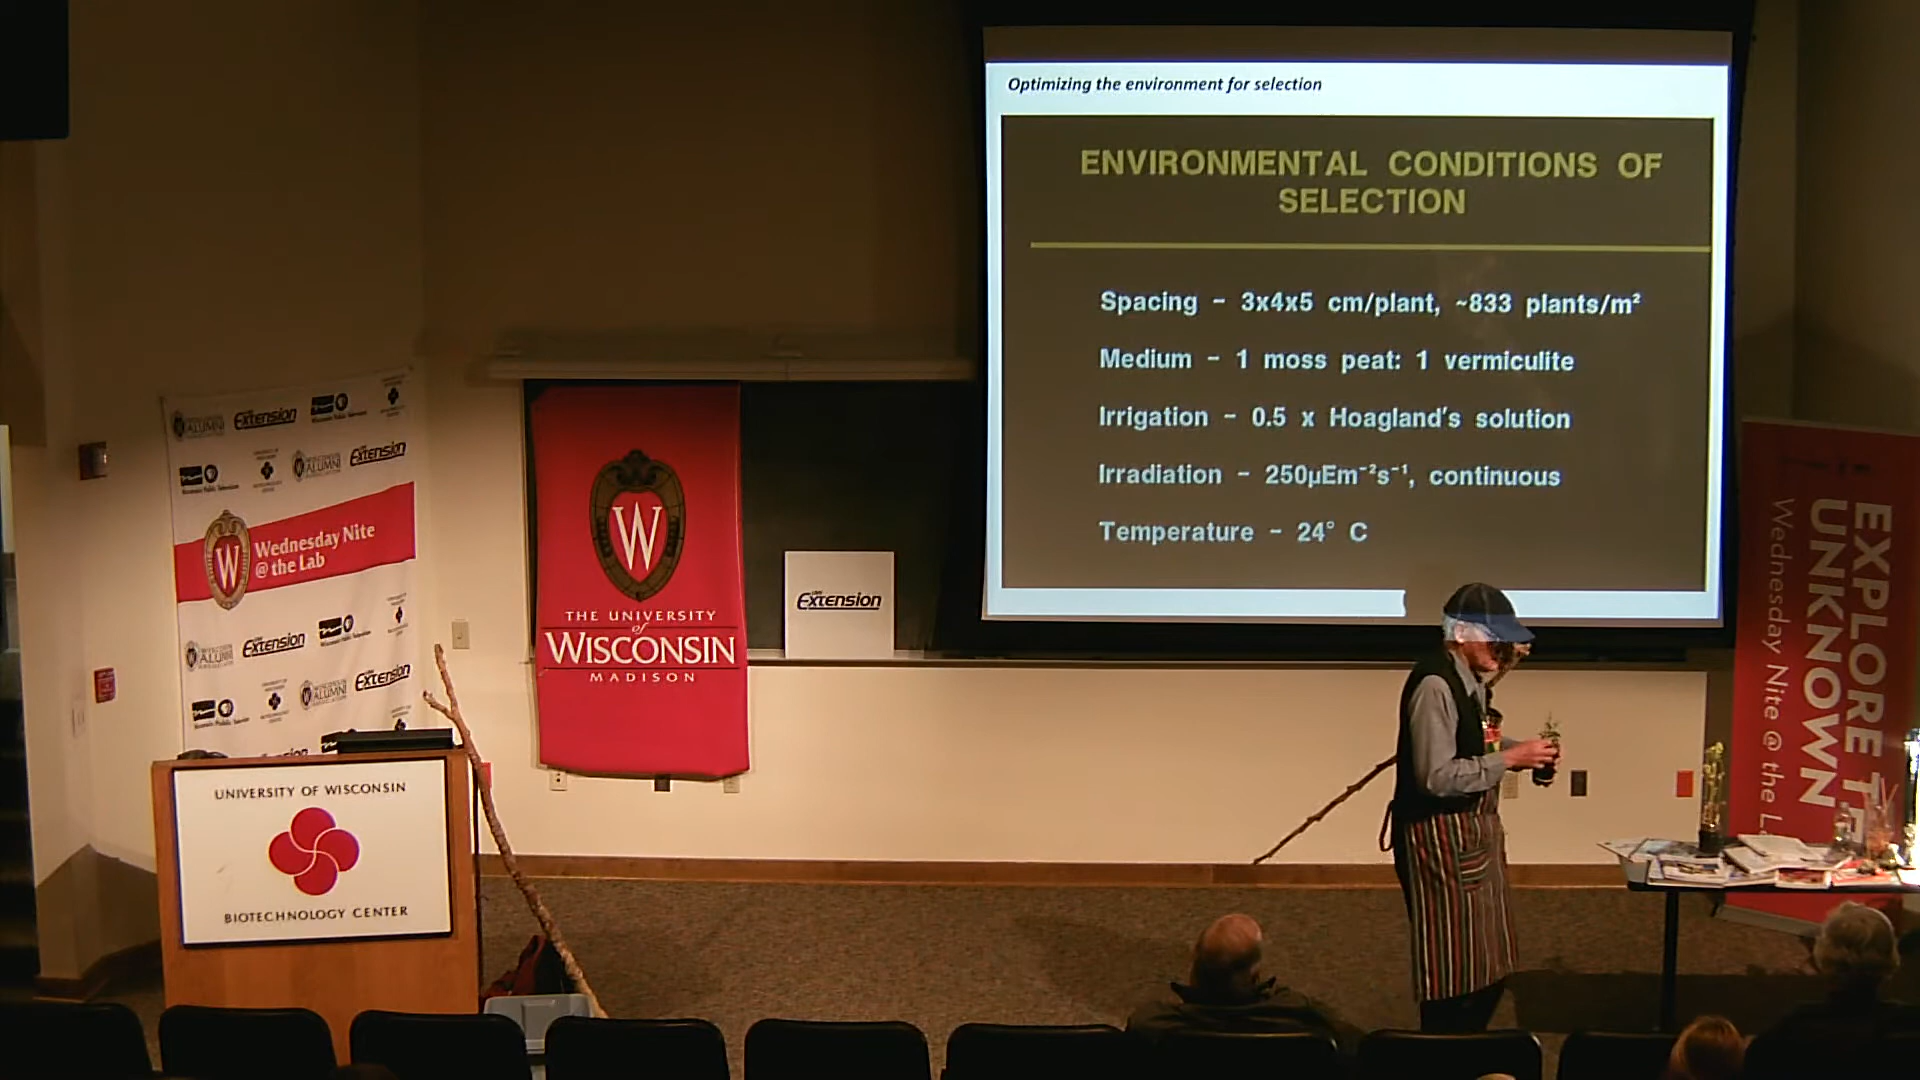 Optimizing the environment for selection
ENVIRONMENTAL CONDITIONS OF
SELECTION
Spacing - 3x4x5 cm/plant, ~833 plants/m²
Medium - 1 moss peat: 1 vermiculite
Irrigation - 0.5 x Hoagland's solution
Irradiation - 250µEm⁻²s⁻¹, continuous
Temperature - 24° C
Extension
Extension
ALUMNI
Wednesday Nite
@ the Lab
W
Extension
ALUMNI
Extension
ALUMNI
W
THE UNIVERSITY
of
WISCONSIN
MADISON
Extension
UNIVERSITY OF WISCONSIN
BIOTECHNOLOGY CENTER
EXPLORE
UNKNOWN
Wednesday Nite @ the